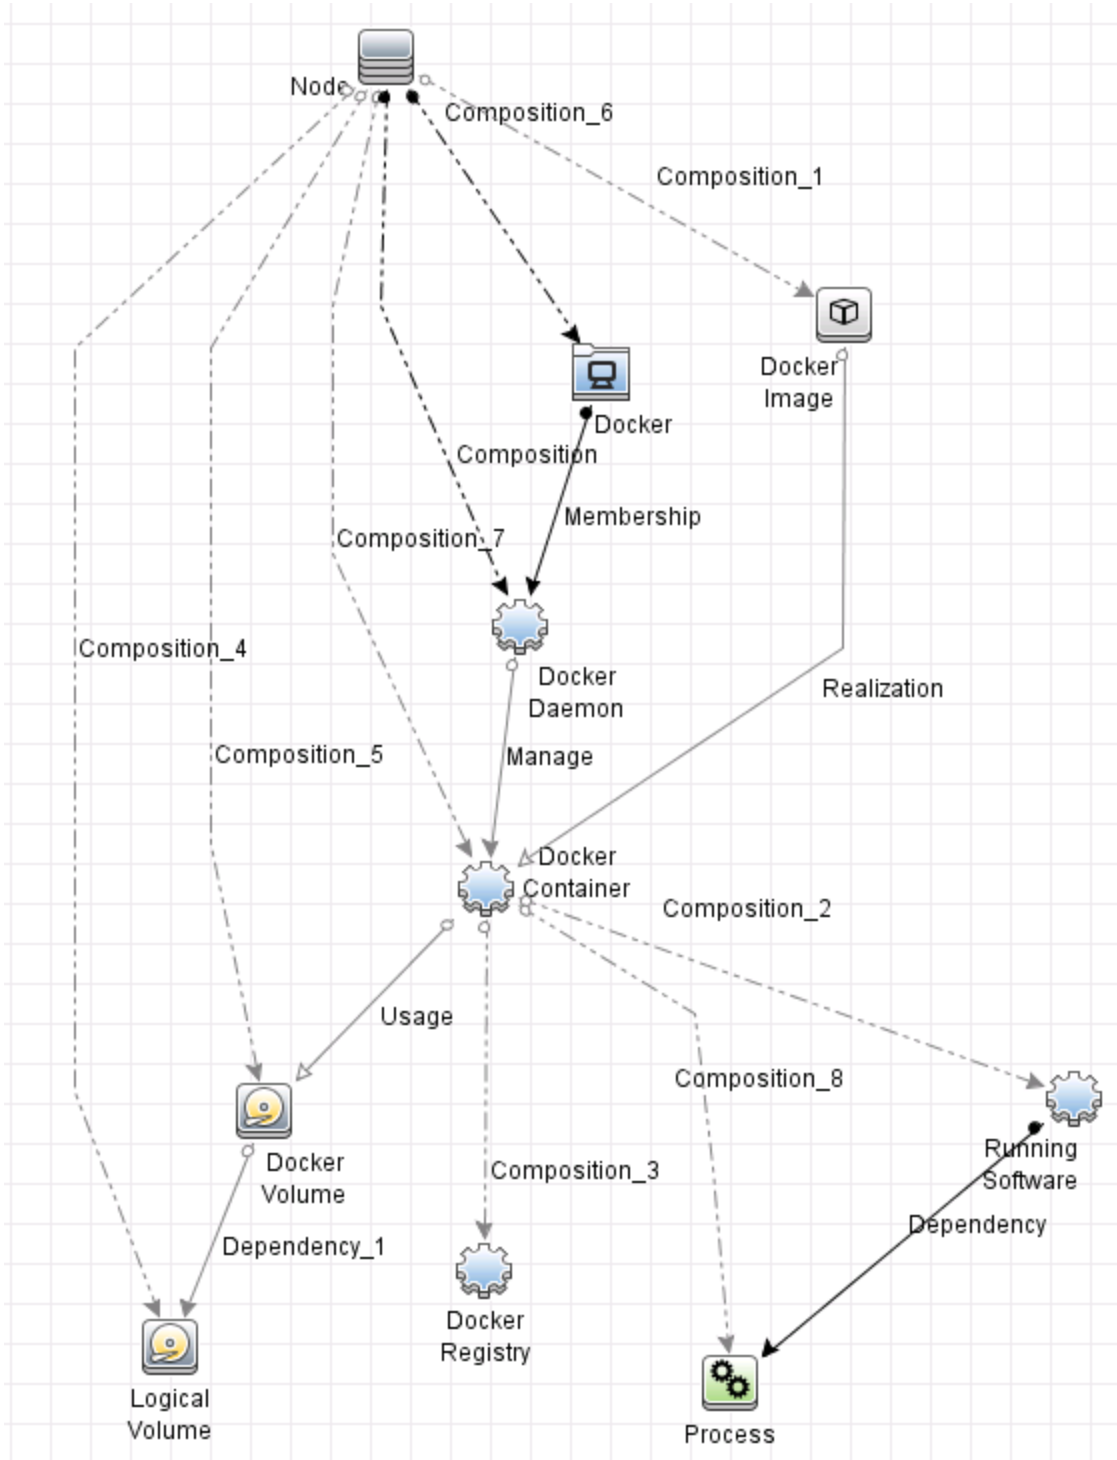 Node
Composition_6
Composition_1
Docker
Image
Docker
Composition
Membership
Composition_7
Composition_4
Docker
Daemon
Realization
Composition_5
Manage
Docker
Container
Composition_2
Usage
Composition_8
Running
Software
Docker
Volume
Composition_3
Dependency
Dependency_1
Docker
Registry
Logical
Volume
Process